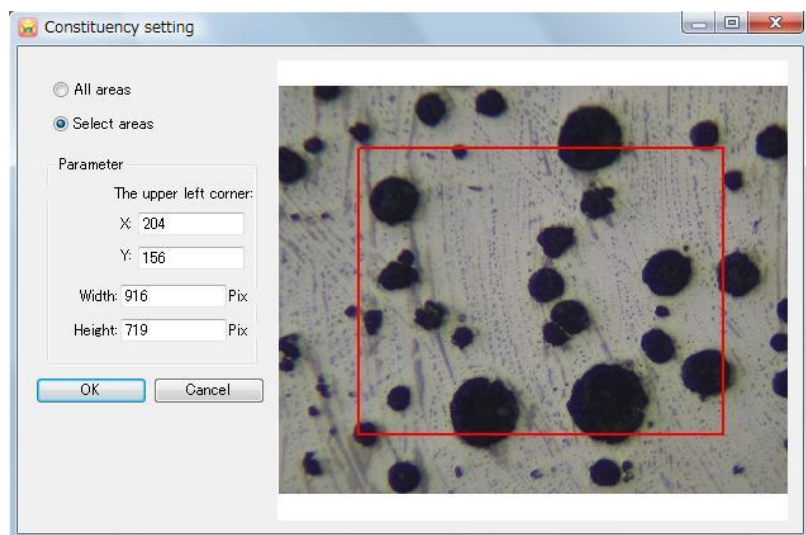 Constituency setting
All areas
Select areas
Parameter
The upper left corner:
X: 204
Y: 156
Width: 916 Pix
Height: 719 Pix
OK Cancel